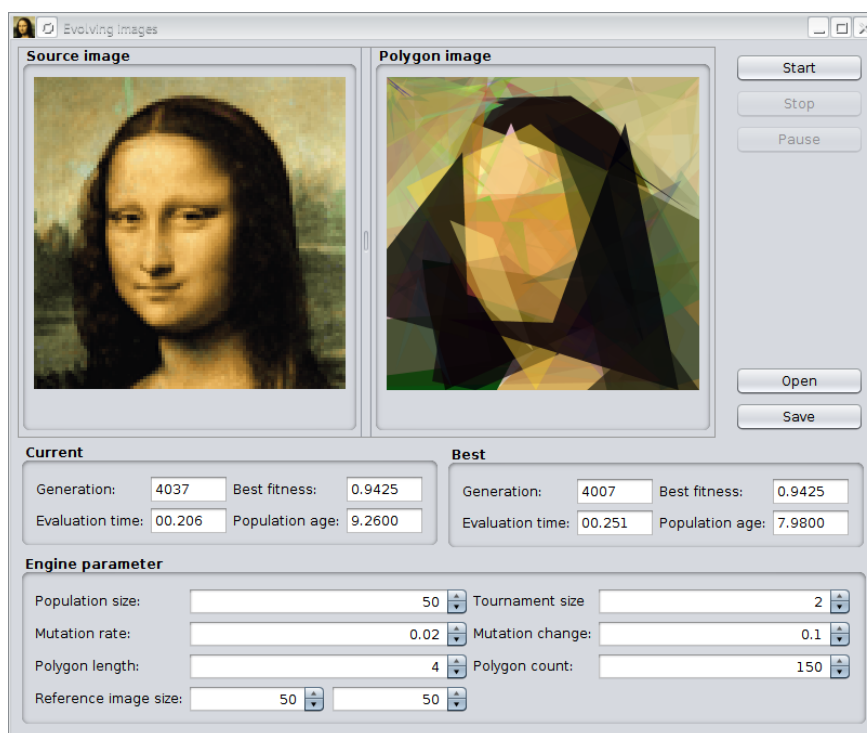 Evolving Images
Source image
Polygon image
Start
Stop
Pause
Open
Save
Current
Generation: 4037 Best fitness: 0.9425
Evaluation time: 00.206 Population age: 9.2600
Best
Generation: 4007 Best fitness: 0.9425
Evaluation time: 00.251 Population age: 7.9800
Engine parameter
Population size: 50 Tournament size 2
Mutation rate: 0.02 Mutation change: 0.1
Polygon length: 4 Polygon count: 150
Reference image size: 50 50